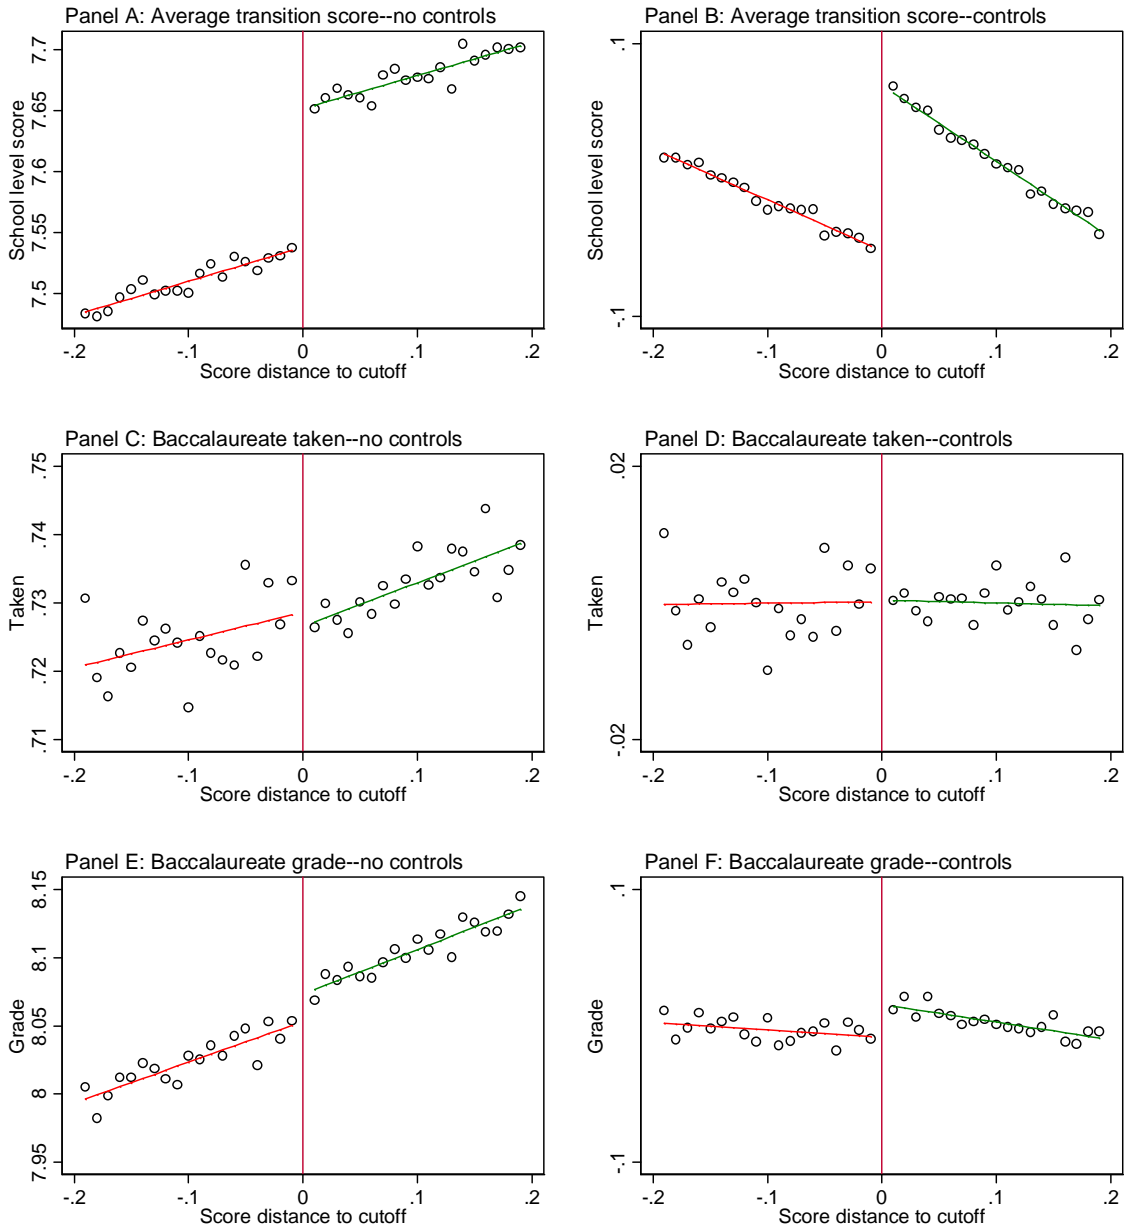 Panel A: Average transition score--no controls
School level score
7.7
7.65
7.6
7.55
7.5
-.2 -.1 0 .1 .2
Score distance to cutoff
Panel B: Average transition score--controls
School level score
.1
-.1
-.2 -.1 0 .1 .2
Score distance to cutoff
Panel C: Baccalaureate taken--no controls
Taken
.75
.74
.73
.72
.71
-.2 -.1 0 .1 .2
Score distance to cutoff
Panel D: Baccalaureate taken--controls
Taken
.02
-.02
-.2 -.1 0 .1 .2
Score distance to cutoff
Panel E: Baccalaureate grade--no controls
Grade
8.15
8.1
8.05
8
7.95
-.2 -.1 0 .1 .2
Score distance to cutoff
Panel F: Baccalaureate grade--controls
Grade
.1
-.1
-.2 -.1 0 .1 .2
Score distance to cutoff